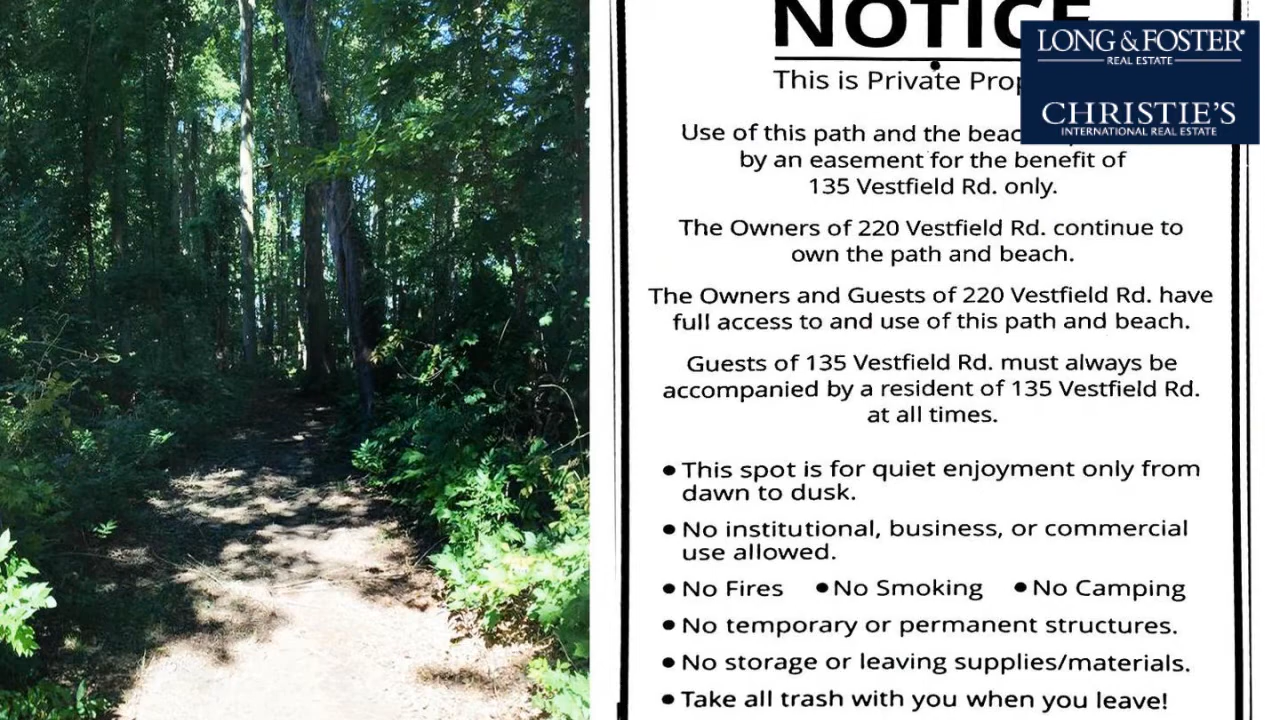 NOTICE
LONG & FOSTER®
REAL ESTATE
CHRISTIE'S
INTERNATIONAL REAL ESTATE
This is Private
Use of this path and the
by an easement for the benefit of
135 Vestfield Rd. only.
The Owners of 220 Vestfield Rd. continue to
own the path and beach.
The Owners and Guests of 220 Vestfield Rd. have
full access to and use of this path and beach.
Guests of 135 Vestfield Rd. must always be
accompanied by a resident of 135 Vestfield Rd.
at all times.
• This spot is for quiet enjoyment only from
dawn to dusk.
• No institutional, business, or commercial
use allowed.
• No Fires • No Smoking • No Camping
• No temporary or permanent structures.
• No storage or leaving supplies/materials.
• Take all trash with you when you leave!